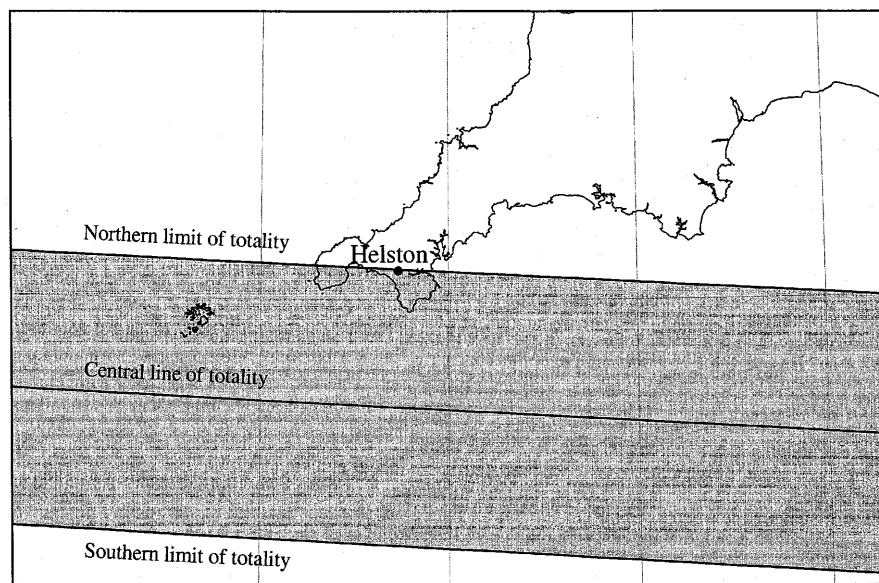 Northern limit of totality
Helston
Central line of totality
Southern limit of totality